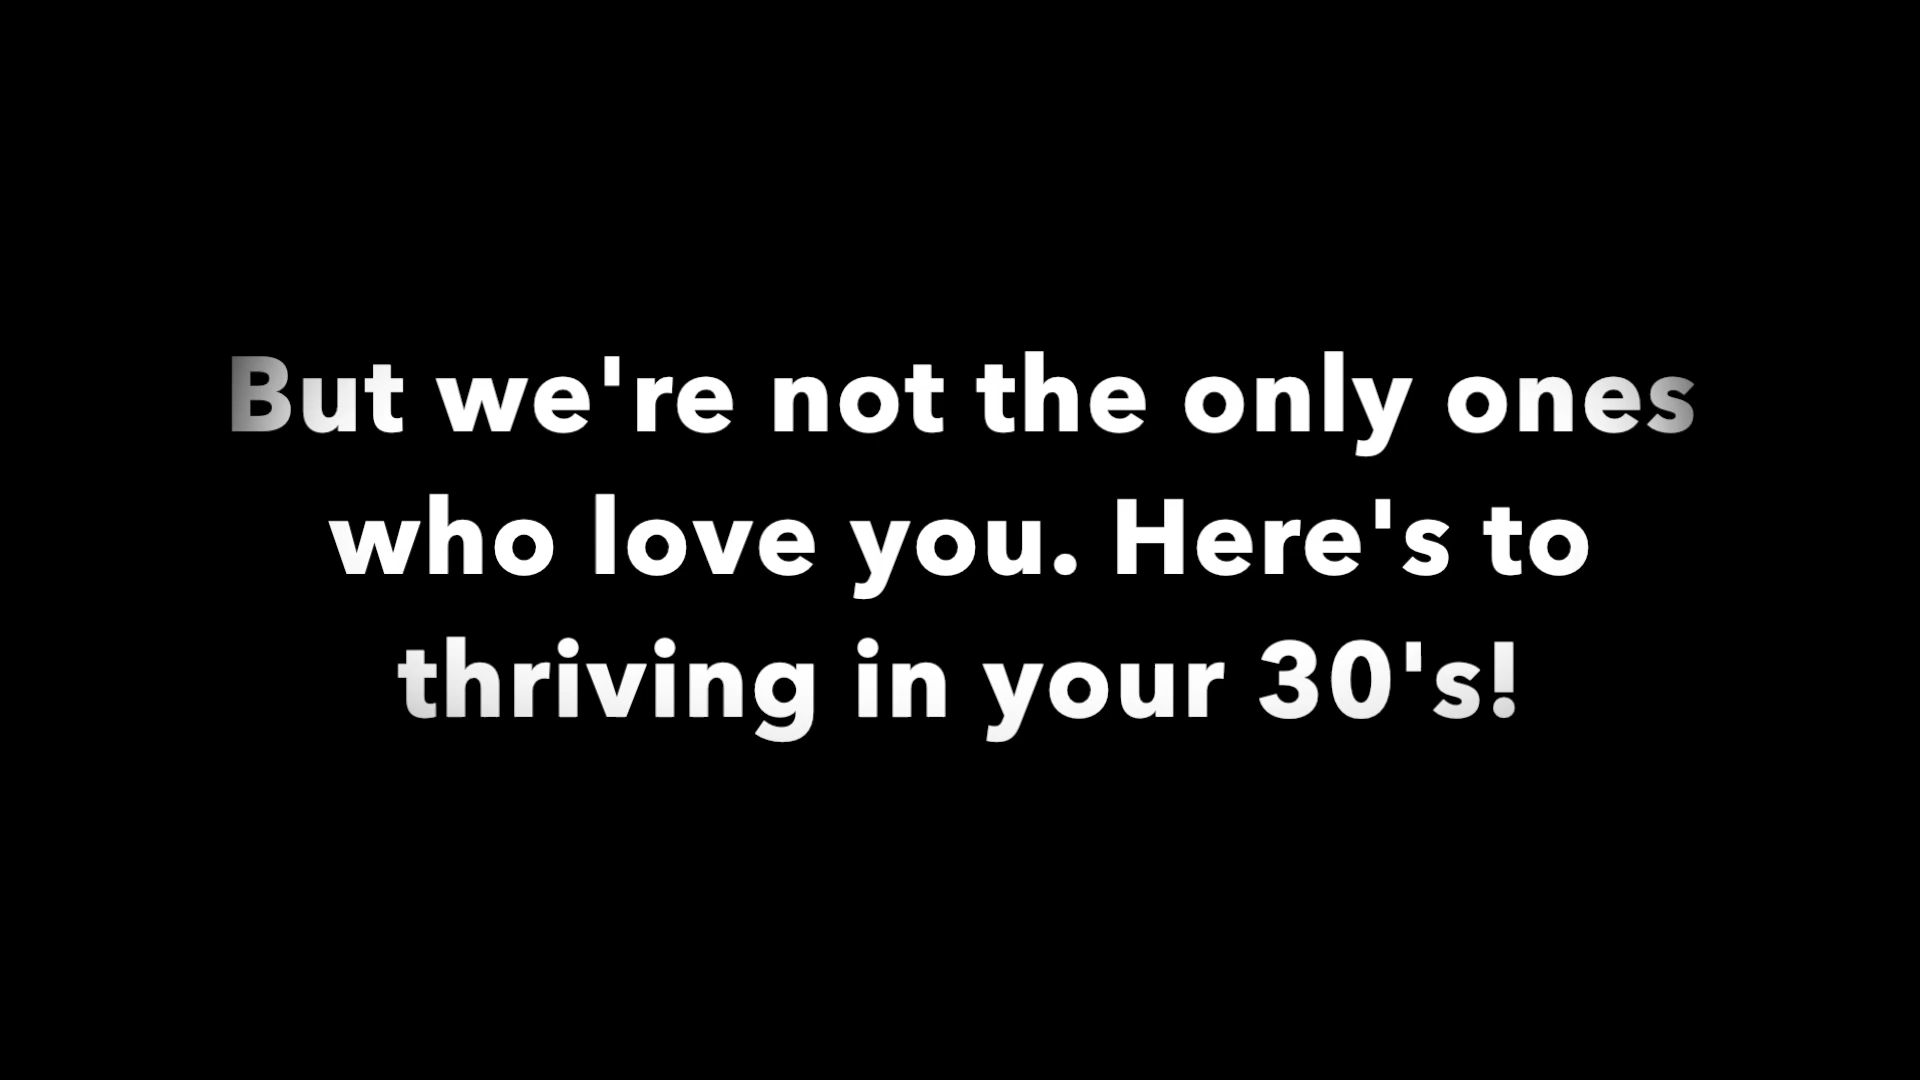 But we're not the only ones
who love you. Here's to
thriving in your 30's!